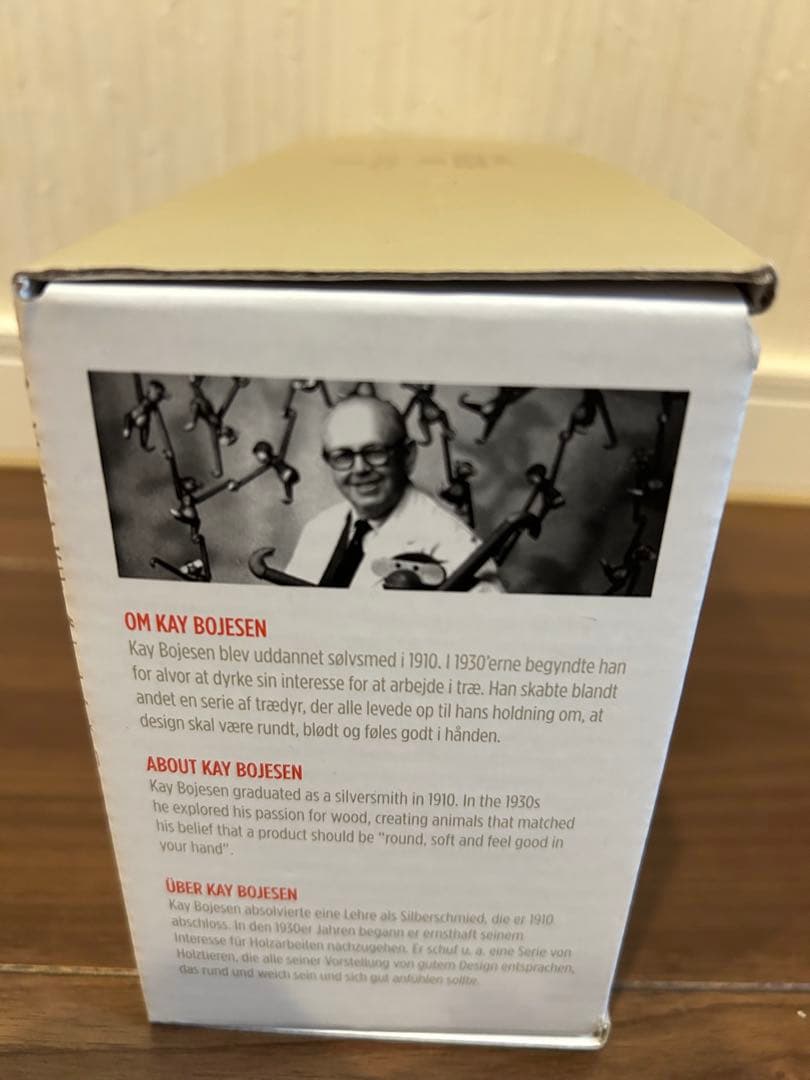 OM KAY BOJESEN
Kay Bojesen blev uddannet sølvsmed i 1910. I 1930'erne begyndte han
for alvor at dyrke sin interesse for at arbejde i træ. Han skabte blandt
andet en serie af trædyr, der alle levede op til hans holdning om, at
design skal være rundt, blødt og føles godt i hånden.
ABOUT KAY BOJESEN
Kay Bojesen graduated as a silversmith in 1910. In the 1930s
he explored his passion for wood, creating animals that matched
his belief that a product should be "round, soft and feel good in
your hand".
ÜBER KAY BOJESEN
Kay Bojesen absolvierte eine Lehre als Silberschmied, die er 1910
abschloss. In den 1930er Jahren begann er ernsthaft seinem
Interesse für Holzarbeiten nachzugehen. Er schuf u. a. eine Serie von
Holztieren, die alle seiner Vorstellung von gutem Design entsprachen,
das rund und weich sein und sich gut anfühlen sollte.